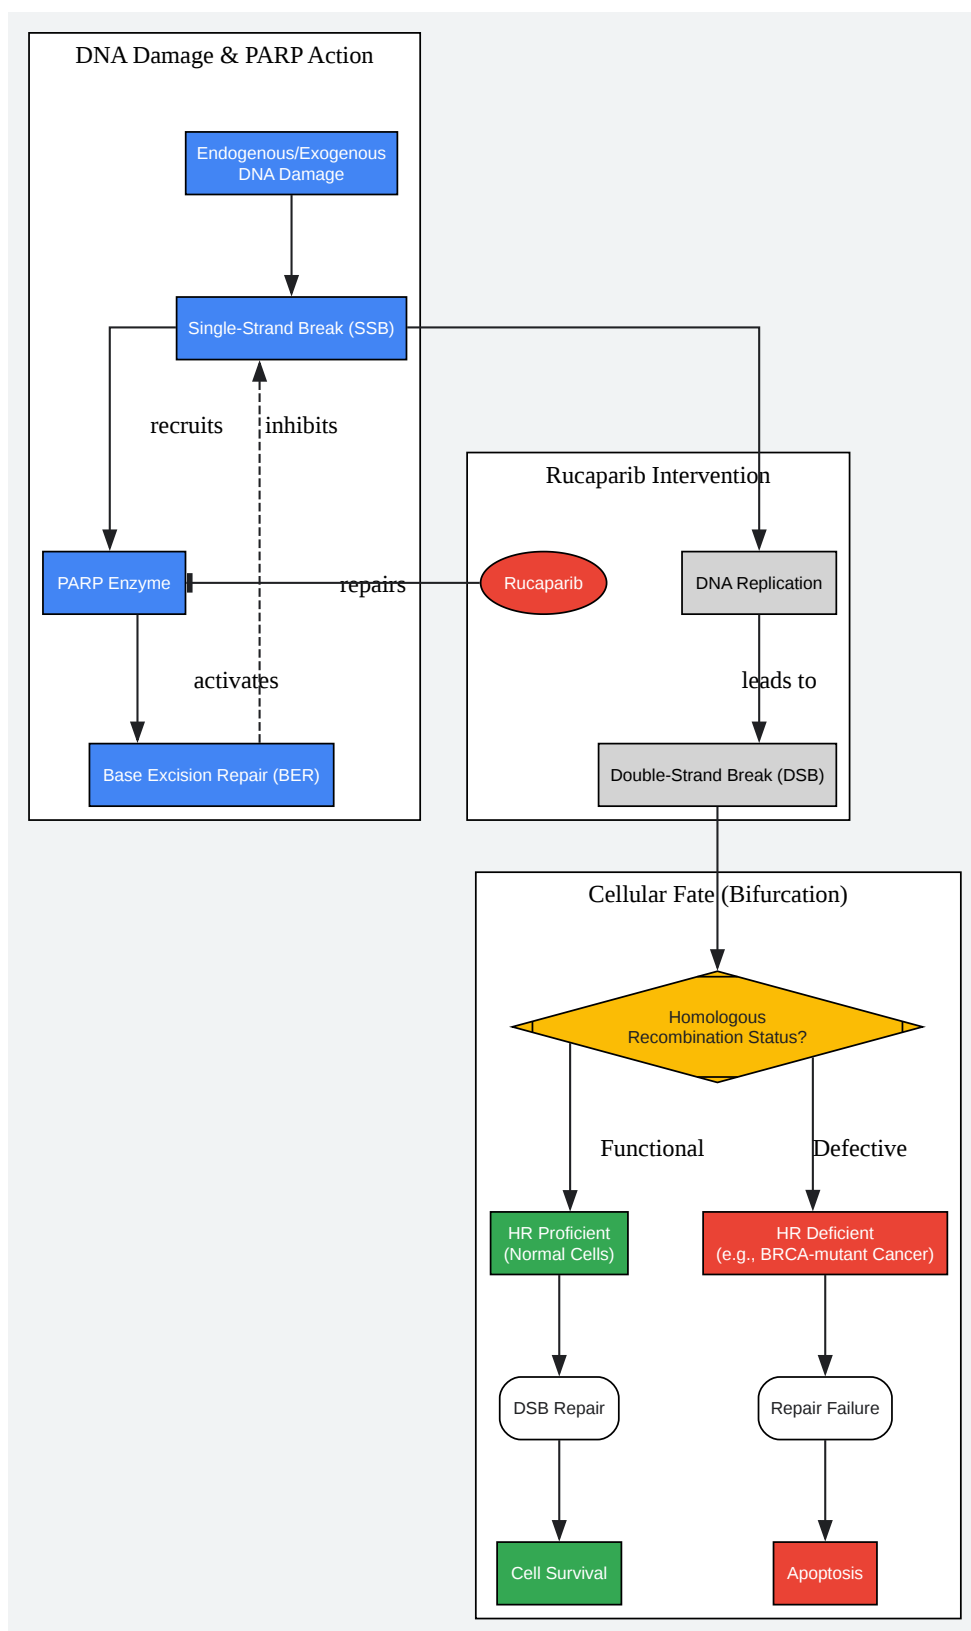 DNA Damage & PARP Action
Endogenous/Exogenous
DNA Damage
Single-Strand Break (SSB)
recruits
inhibits
Rucaparib Intervention
PARP Enzyme
repairs
Rucaparib
DNA Replication
activates
leads to
Base Excision Repair (BER)
Double-Strand Break (DSB)
Cellular Fate (Bifurcation)
Homologous
Recombination Status?
Functional
Defective
HR Proficient
(Normal Cells)
HR Deficient
(e.g., BRCA-mutant Cancer)
DSB Repair
Repair Failure
Cell Survival
Apoptosis